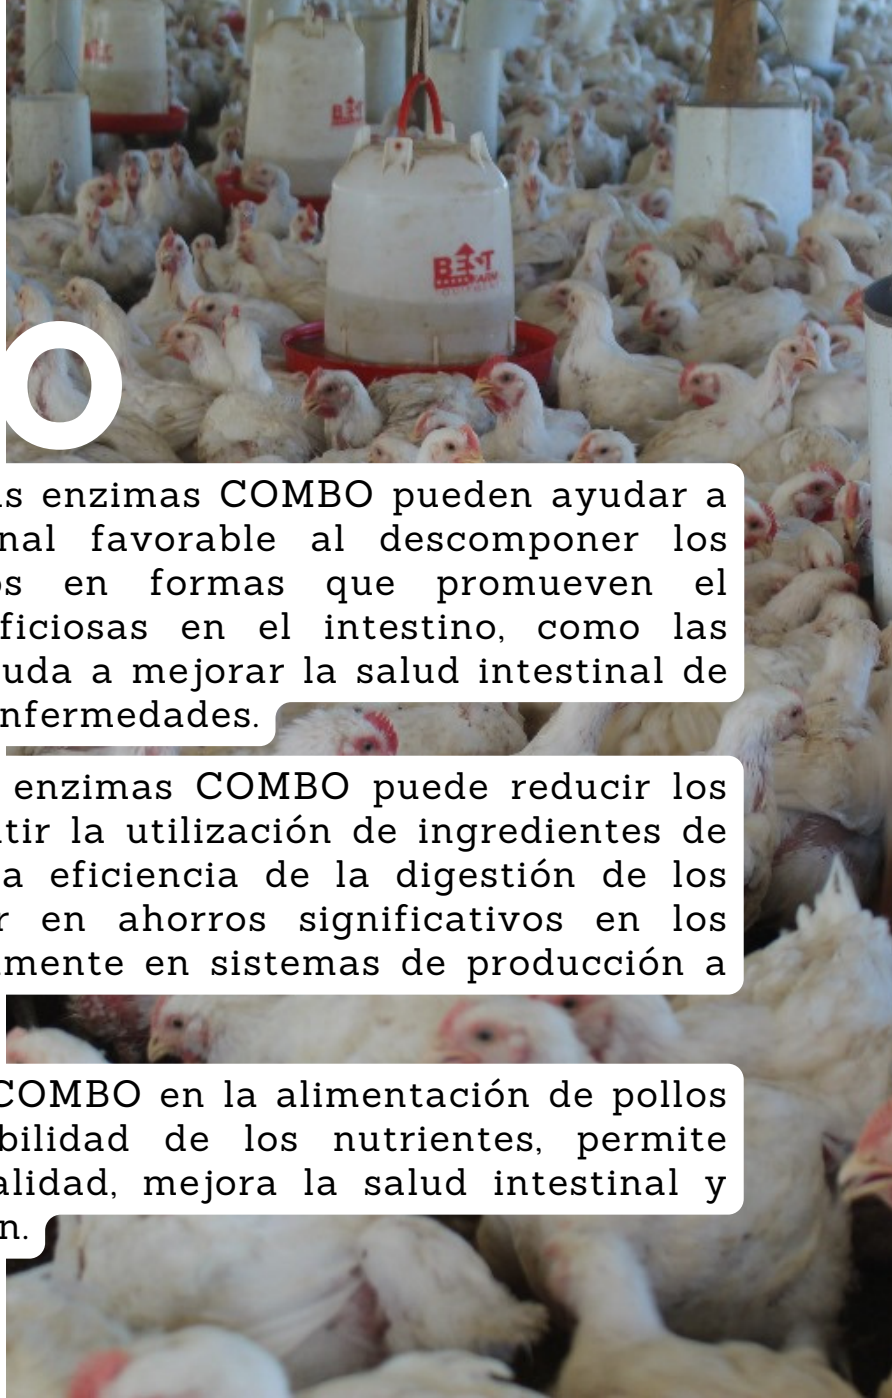 BEST
FARM
BEST
O
s enzimas COMBO pueden ayudar a
nal favorable al descomponer los
os en formas que promueven el
ficiosas en el intestino, como las
uda a mejorar la salud intestinal de
nfermedades.
enzimas COMBO puede reducir los
tir la utilización de ingredientes de
a eficiencia de la digestión de los
r en ahorros significativos en los
mente en sistemas de producción a
COMBO en la alimentación de pollos
bilidad de los nutrientes, permite
alidad, mejora la salud intestinal y
n.